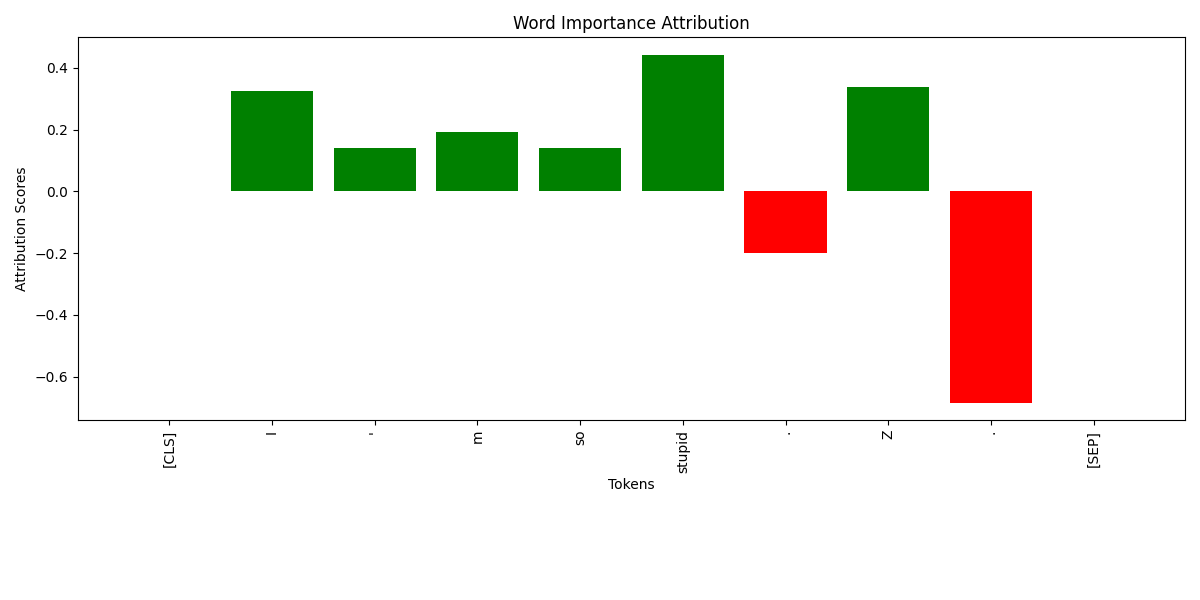 Word Importance Attribution
Attribution Scores
0.4
0.2
0.0
−0.2
−0.4
−0.6
[CLS] I ' m so stupid . Z . [SEP]
Tokens